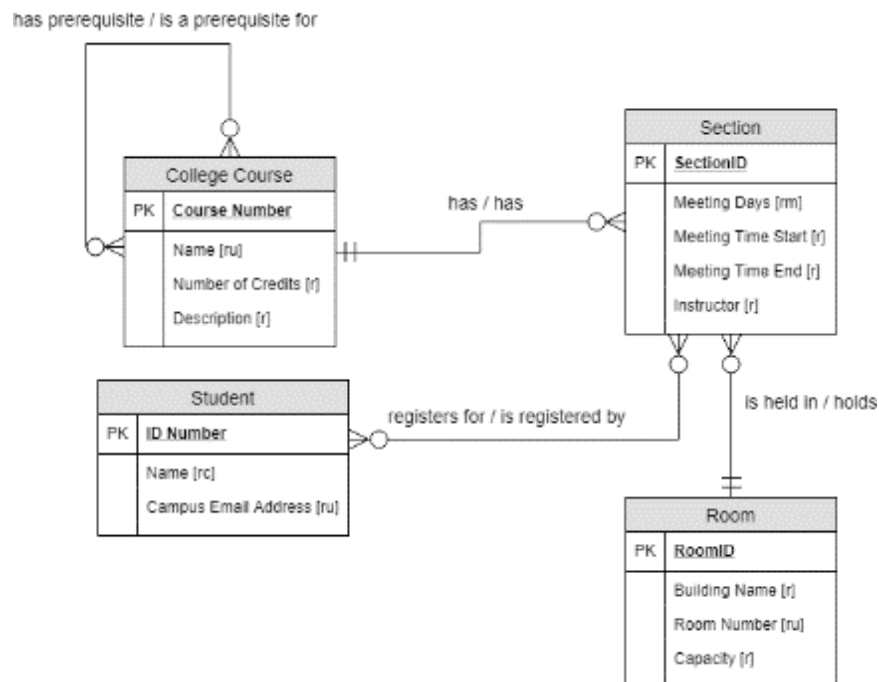 has prerequisite / is a prerequisite for
College Course
PK Course Number
Name [ru]
Number of Credits [r]
Description [r]
has / has
Section
PK SectionID
Meeting Days [rm]
Meeting Time Start [r]
Meeting Time End [r]
Instructor [r]
Student
PK ID Number
Name [rc]
Campus Email Address [ru]
registers for / is registered by
is held in / holds
Room
PK RoomID
Building Name [r]
Room Number [ru]
Capacity [r]